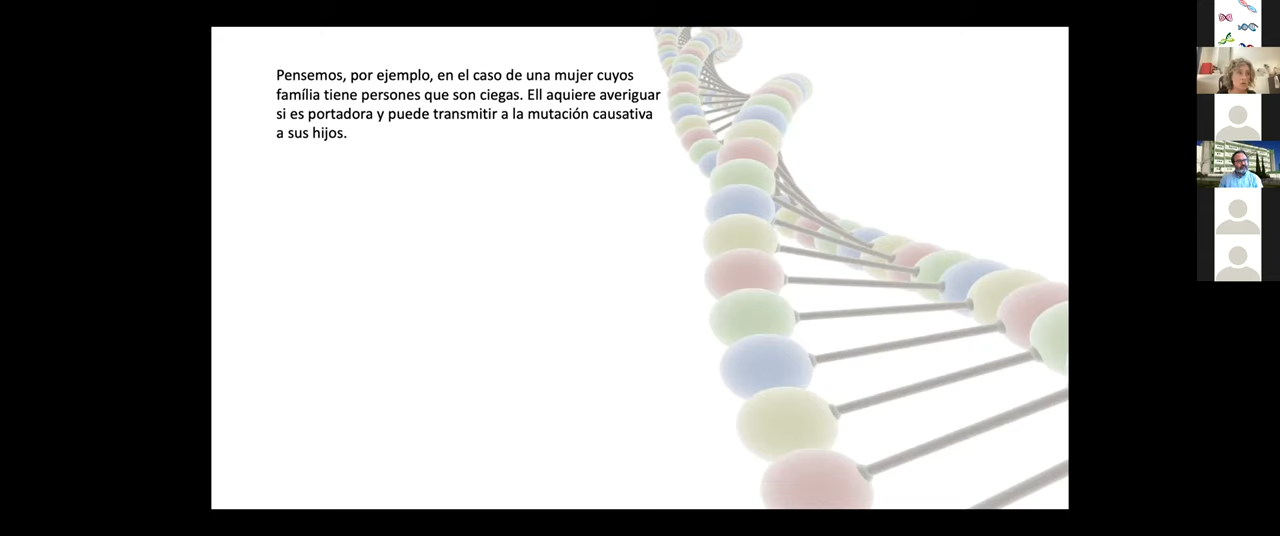 Pensemos, por ejemplo, en el caso de una mujer cuyos
família tiene persones que son ciegas. Ell aquiere averiguar
si es portadora y puede transmitir a la mutación causativa
a sus hijos.